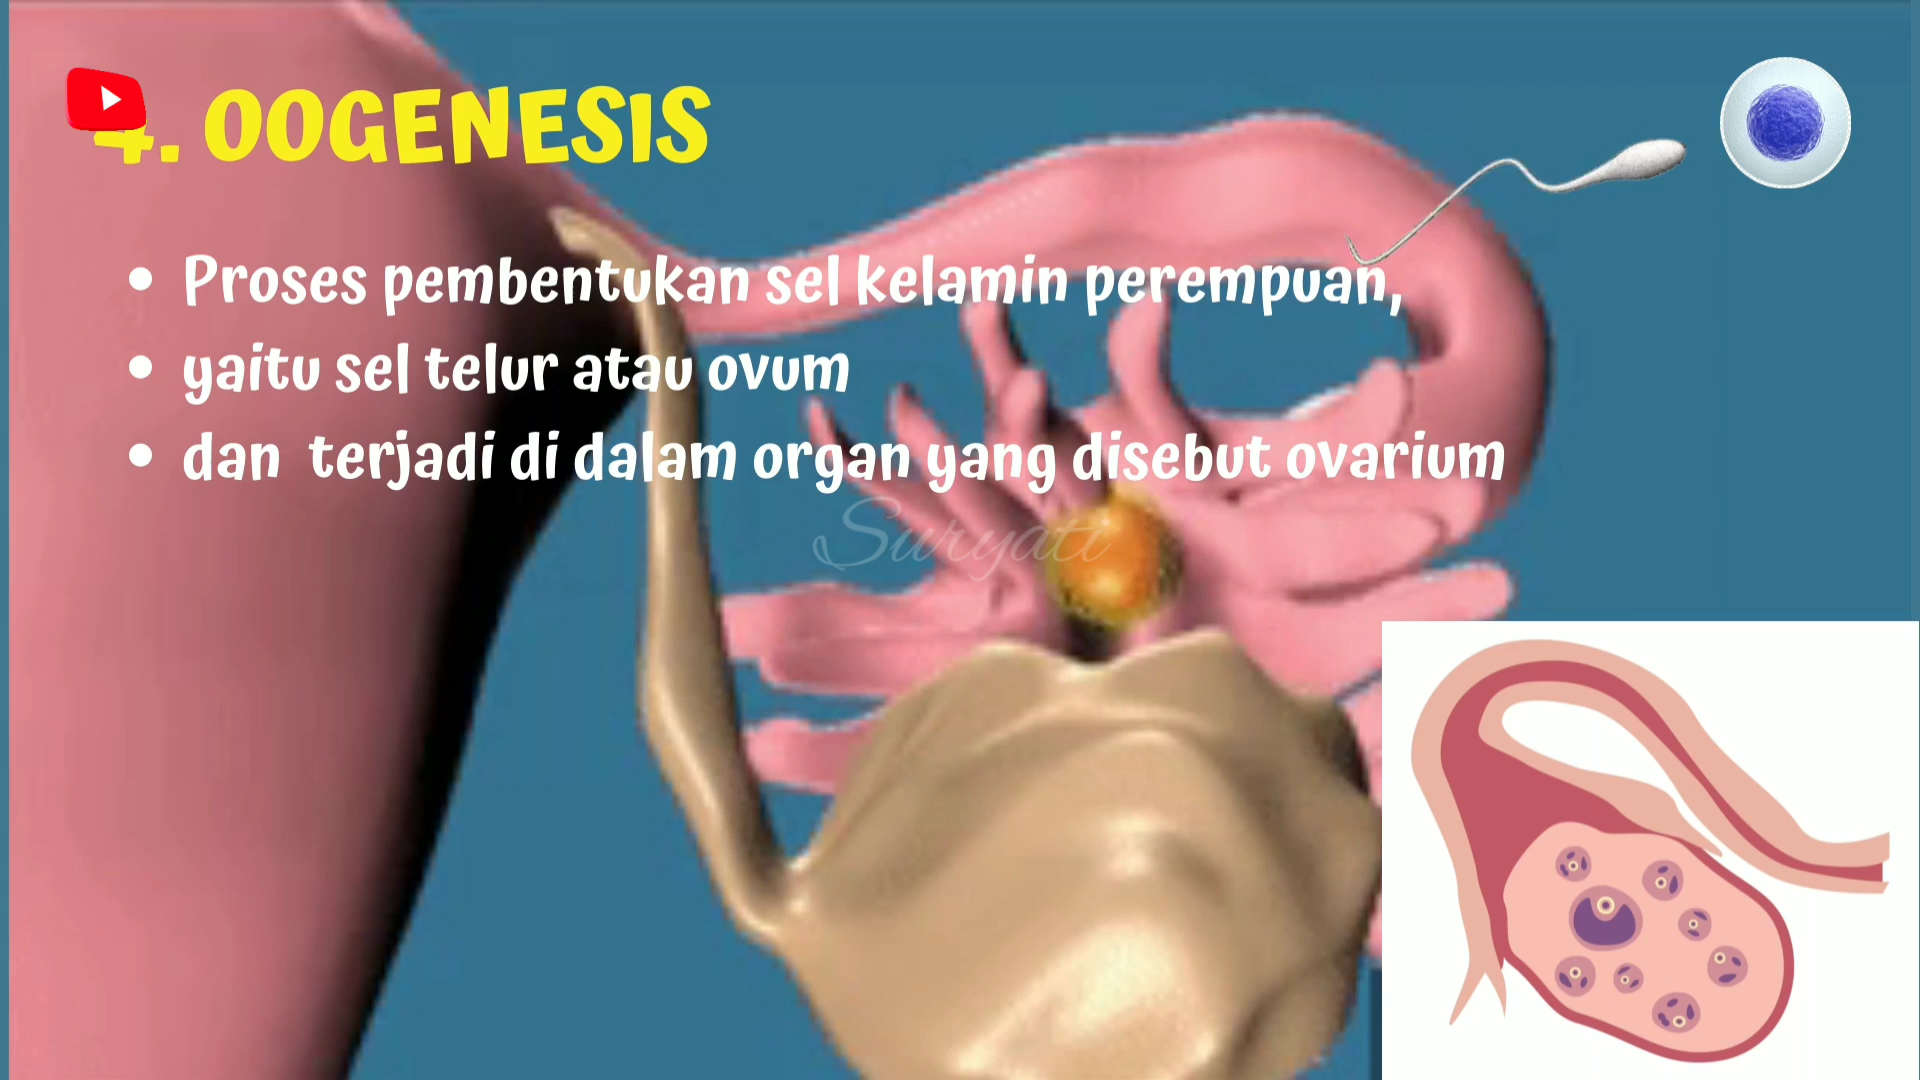 4. OOGENESIS
• Proses pembentukan sel kelamin perempuan,
• yaitu sel telur atau ovum
• dan terjadi di dalam organ yang disebut ovarium
Suryati